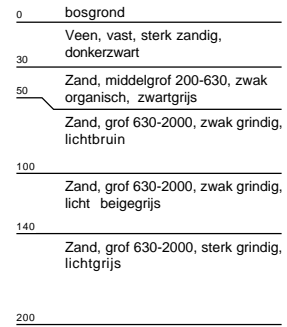 0 bosgrond
Veen, vast, sterk zandig,
donkerzwart
30
Zand, middelgrof 200-630, zwak
50 organisch, zwartgrijs
Zand, grof 630-2000, zwak grindig,
lichtbruin
100
Zand, grof 630-2000, zwak grindig,
licht beigegrijs
140
Zand, grof 630-2000, sterk grindig,
lichtgrijs
200